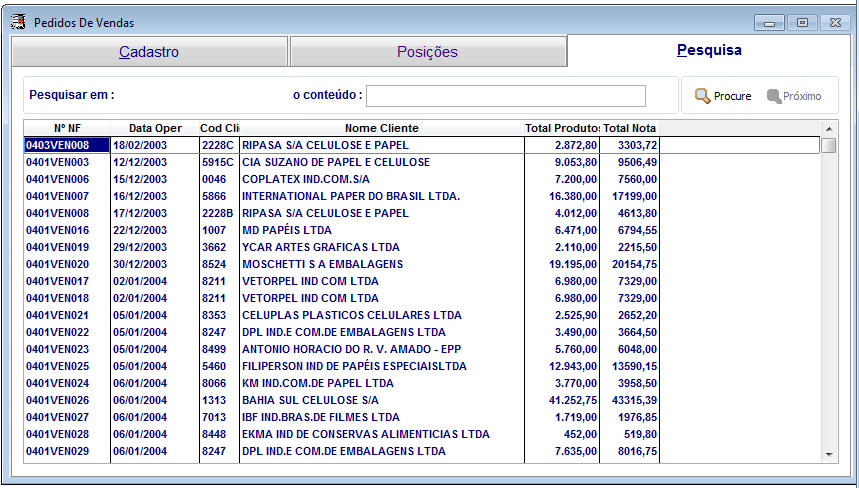 Pedidos De Vendas
Cadastro Posições Pesquisa
Pesquisar em : o conteúdo : Procure Próximo
Nº NF Data Oper Cod Cli Nome Cliente Total Produtos Total Nota
0403VEN008 18/02/2003 2228C RIPASA S/A CELULOSE E PAPEL 2.872,80 3303,72
0401VEN003 12/12/2003 5915C CIA SUZANO DE PAPEL E CELULOSE 9.053,80 9506,49
0401VEN006 15/12/2003 0046 COPLATEX IND.COM.S/A 7.200,00 7560,00
0401VEN007 16/12/2003 5866 INTERNATIONAL PAPER DO BRASIL LTDA. 16.380,00 17199,00
0401VEN008 17/12/2003 2228B RIPASA S/A CELULOSE E PAPEL 4.012,00 4613,80
0401VEN016 22/12/2003 1007 MD PAPÉIS LTDA 6.471,00 6794,55
0401VEN019 29/12/2003 3662 YCAR ARTES GRAFICAS LTDA 2.110,00 2215,50
0401VEN020 30/12/2003 8524 MOSCHETTI S A EMBALAGENS 19.195,00 20154,75
0401VEN017 02/01/2004 8211 VETORPEL IND COM LTDA 6.980,00 7329,00
0401VEN018 02/01/2004 8211 VETORPEL IND COM LTDA 6.980,00 7329,00
0401VEN021 05/01/2004 8353 CELUPLAS PLASTICOS CELULARES LTDA 2.525,90 2652,20
0401VEN022 05/01/2004 8247 DPL IND.E COM.DE EMBALAGENS LTDA 3.490,00 3664,50
0401VEN023 05/01/2004 8499 ANTONIO HORACIO DO R. V. AMADO - EPP 5.760,00 6048,00
0401VEN025 05/01/2004 5460 FILIPERSON IND DE PAPÉIS ESPECIAISLTDA 12.943,00 13590,15
0401VEN024 06/01/2004 8066 KM IND.COM.DE PAPEL LTDA 3.770,00 3958,50
0401VEN026 06/01/2004 1313 BAHIA SUL CELULOSE S/A 41.252,75 43315,39
0401VEN027 06/01/2004 7013 IBF IND.BRAS.DE FILMES LTDA 1.719,00 1976,85
0401VEN028 06/01/2004 8448 EKMA IND DE CONSERVAS ALIMENTICIAS LTDA 452,00 519,80
0401VEN029 06/01/2004 8247 DPL IND.E COM.DE EMBALAGENS LTDA 7.635,00 8016,75